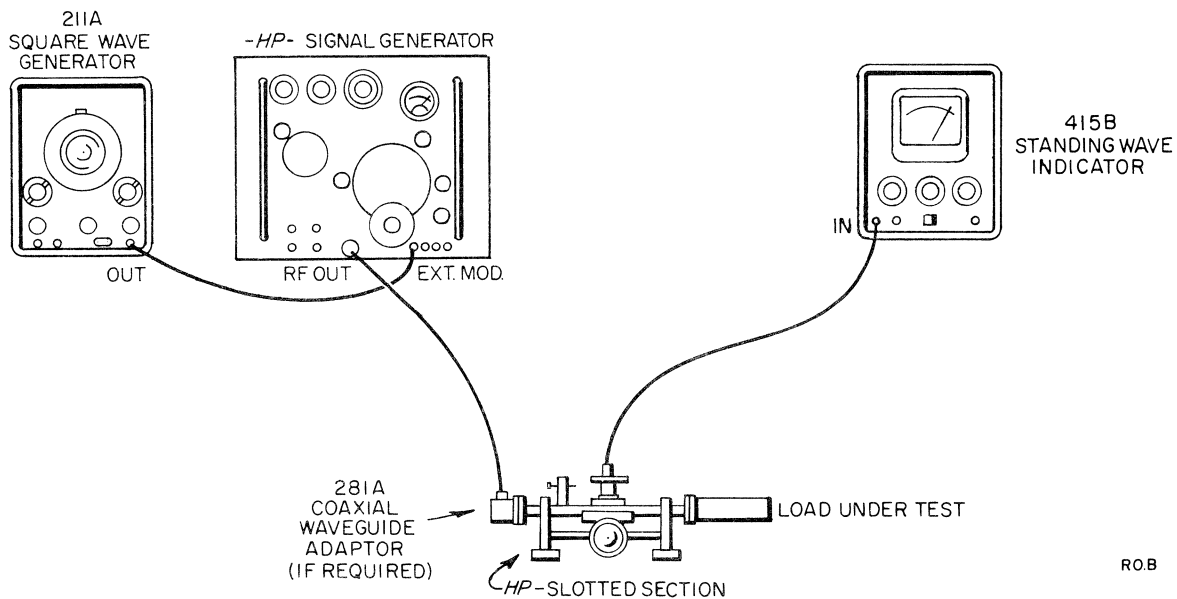 211A
SQUARE WAVE
GENERATOR
-HP- SIGNAL GENERATOR
415B
STANDING WAVE
INDICATOR
OUT
RF OUT
EXT. MOD.
IN
281A
COAXIAL
WAVEGUIDE
ADAPTOR
(IF REQUIRED)
LOAD UNDER TEST
HP-SLOTTED SECTION
R.O.B